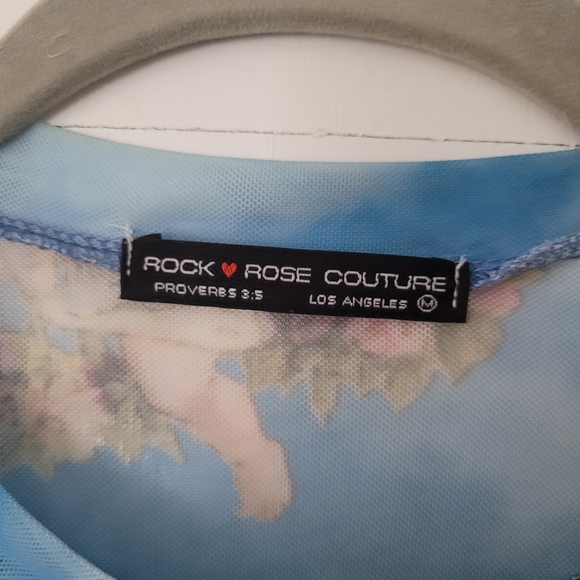 ROCK ♥ ROSE COUTURE
PROVERBS 3:5 LOS ANGELES M